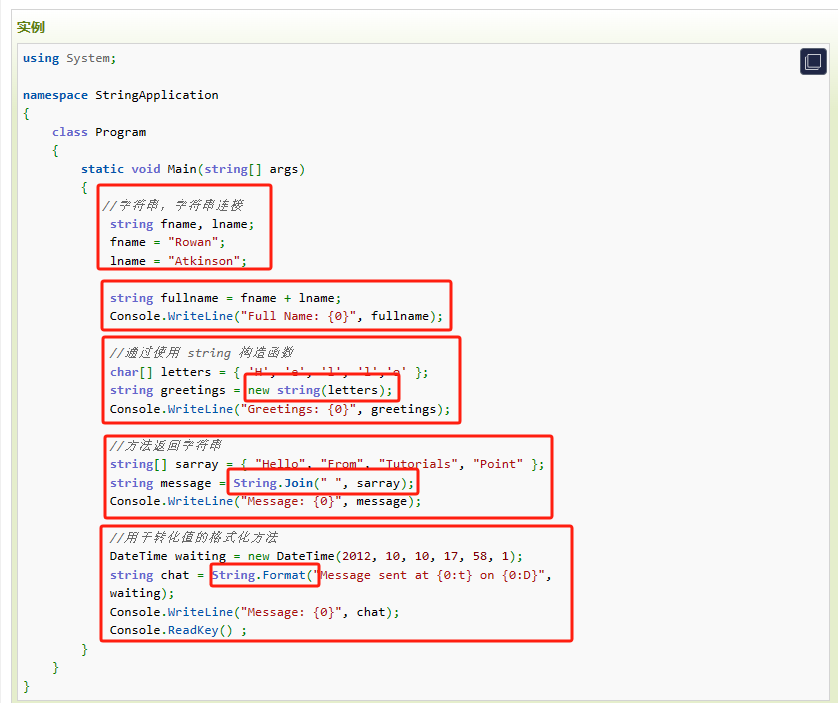 实例
using System;
namespace StringApplication
{
class Program
{
static void Main(string[] args)
{
//字符串，字符串连接
string fname, lname;
fname = "Rowan";
lname = "Atkinson";
string fullname = fname + lname;
Console.WriteLine("Full Name: {0}", fullname);
//通过使用 string 构造函数
char[] letters = { 'H', 'e', 'l', 'l','o' };
string greetings = new string(letters);
Console.WriteLine("Greetings: {0}", greetings);
//方法返回字符串
string[] sarray = { "Hello", "From", "Tutorials", "Point" };
string message = String.Join(" ", sarray);
Console.WriteLine("Message: {0}", message);
//用于转化值的格式化方法
DateTime waiting = new DateTime(2012, 10, 10, 17, 58, 1);
string chat = String.Format("Message sent at {0:t} on {0:D}",
waiting);
Console.WriteLine("Message: {0}", chat);
Console.ReadKey() ;
}
}
}